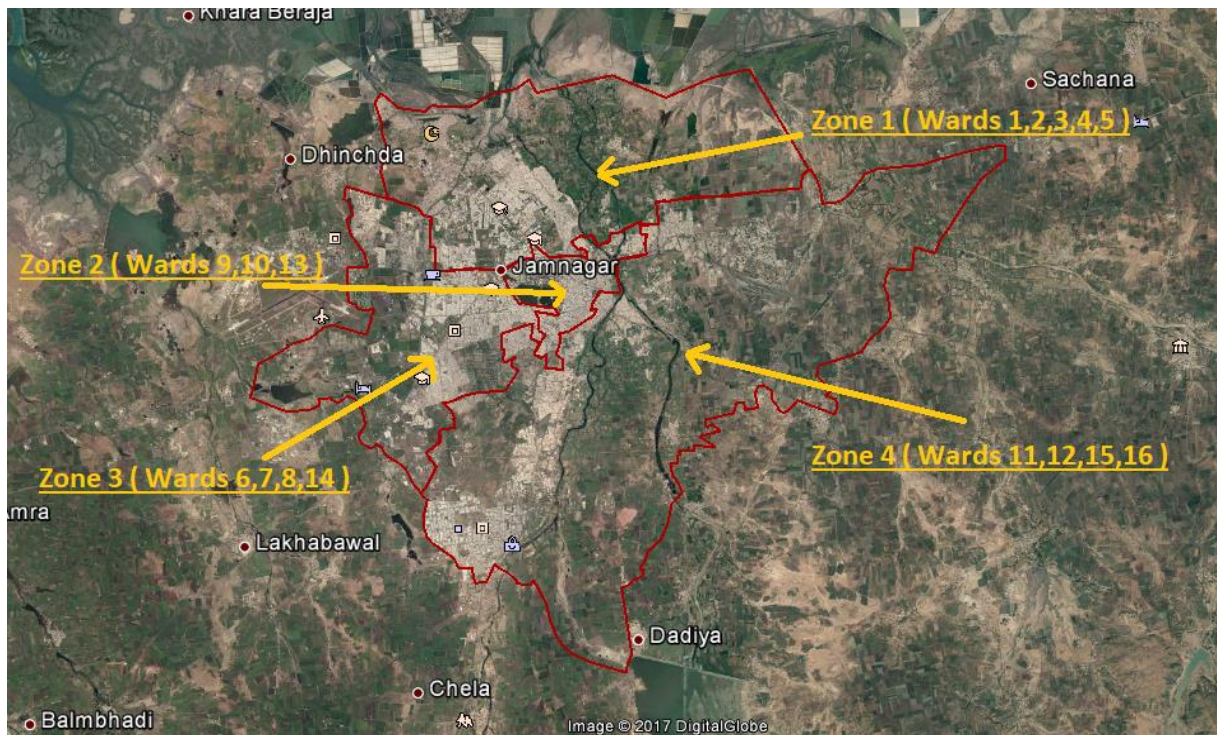 Khara Beraja
Sachana
Zone 1 ( Wards 1,2,3,4,5 )
Dhinchda
Zone 2 ( Wards 9,10,13 )
Jamnagar
Zone 3 ( Wards 6,7,8,14 )
Zone 4 ( Wards 11,12,15,16 )
Amra
Lakhabawal
Dadiya
Chela
Balmbhadi
Image © 2017 DigitalGlobe